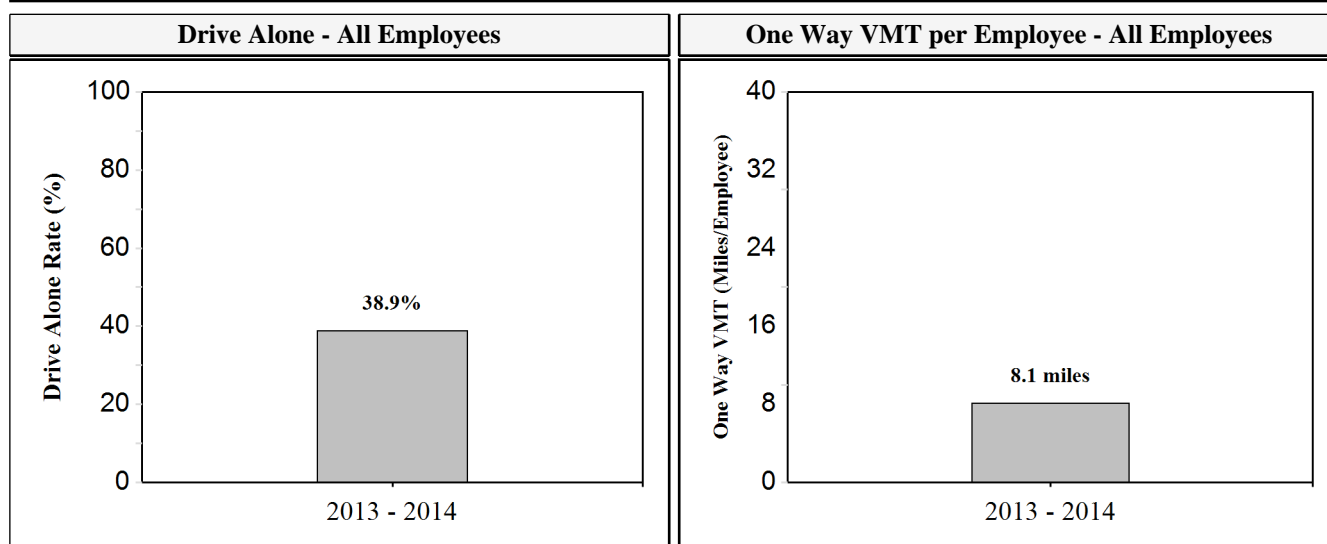 Drive Alone - All Employees
One Way VMT per Employee - All Employees
Drive Alone Rate (%)
100
80
60
40
20
0
38.9%
2013 - 2014
One Way VMT (Miles/Employee)
40
32
24
16
8
0
8.1 miles
2013 - 2014